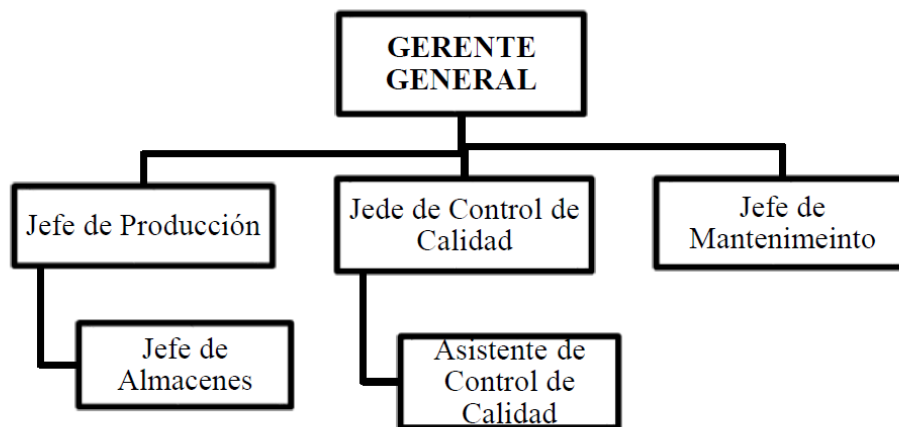 GERENTE
GENERAL
Jefe de Producción
Jede de Control de
Calidad
Jefe de
Mantenimeinto
Jefe de
Almacenes
Asistente de
Control de
Calidad